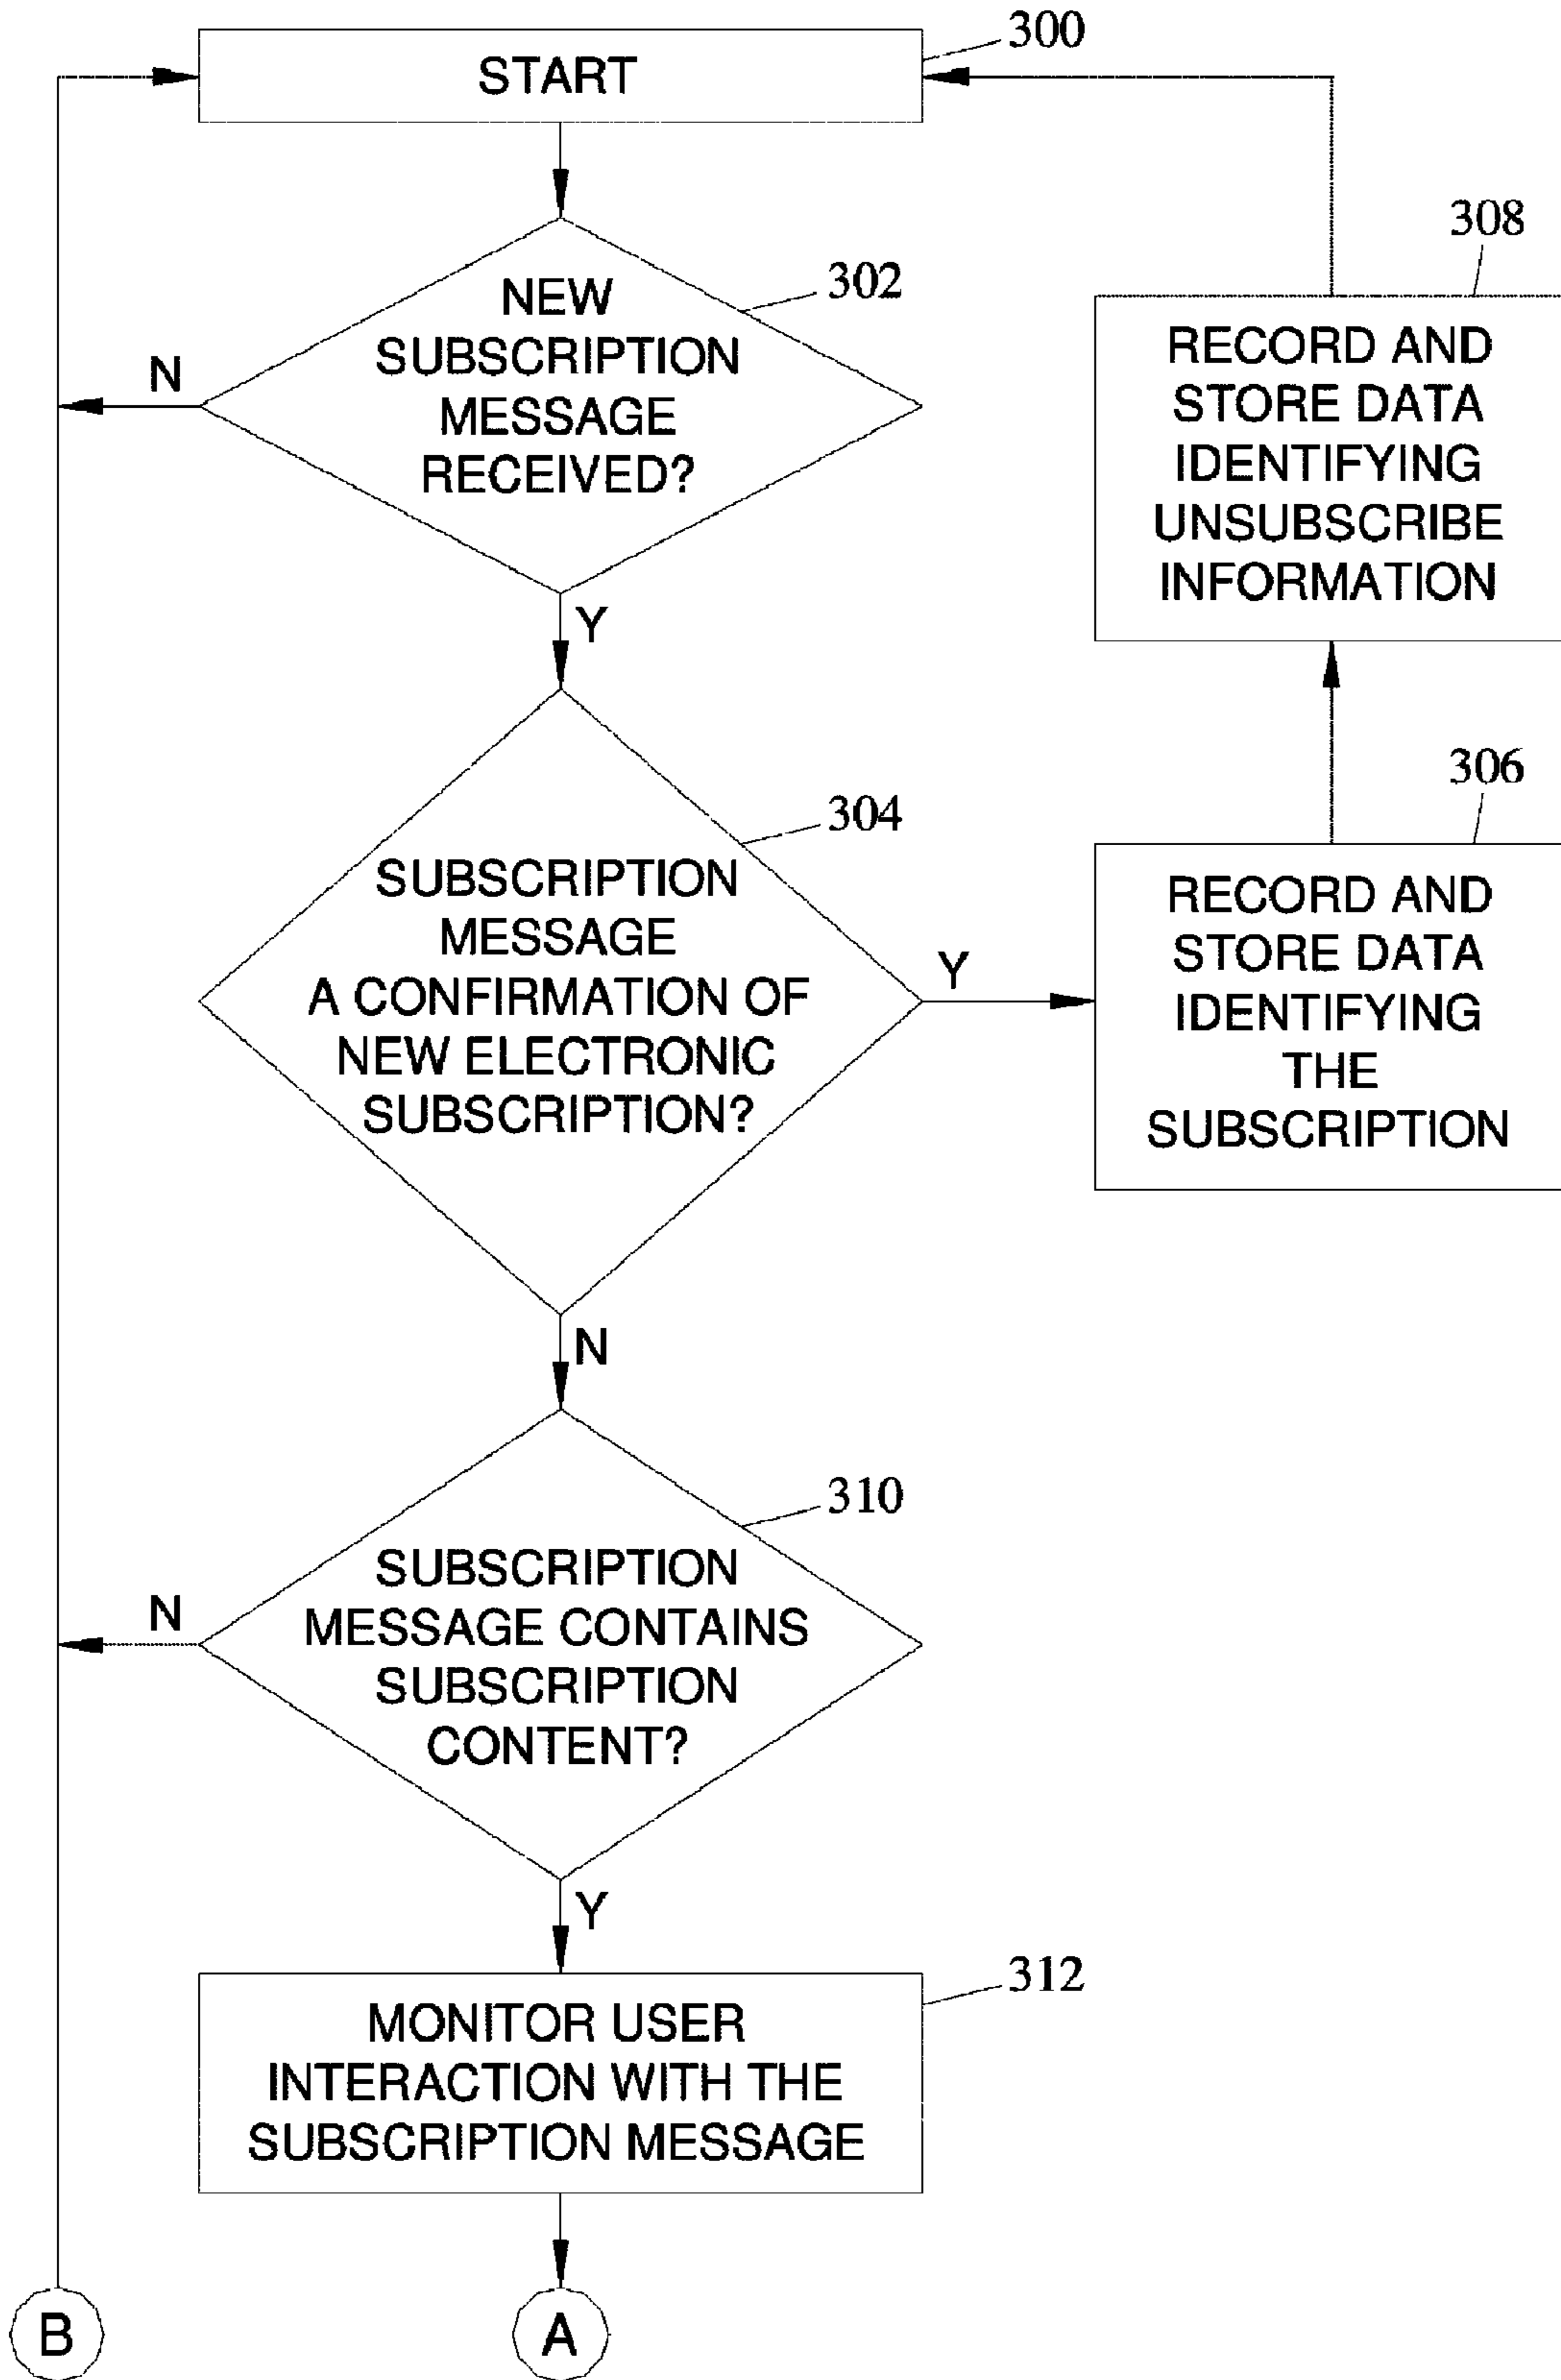 300
START
302
NEW
SUBSCRIPTION
MESSAGE
RECEIVED?
N
Y
308
RECORD AND
STORE DATA
IDENTIFYING
UNSUBSCRIBE
INFORMATION
304
SUBSCRIPTION
MESSAGE
A CONFIRMATION OF
NEW ELECTRONIC
SUBSCRIPTION?
Y
N
306
RECORD AND
STORE DATA
IDENTIFYING
THE
SUBSCRIPTION
310
SUBSCRIPTION
MESSAGE CONTAINS
SUBSCRIPTION
CONTENT?
N
Y
312
MONITOR USER
INTERACTION WITH THE
SUBSCRIPTION MESSAGE
B
A